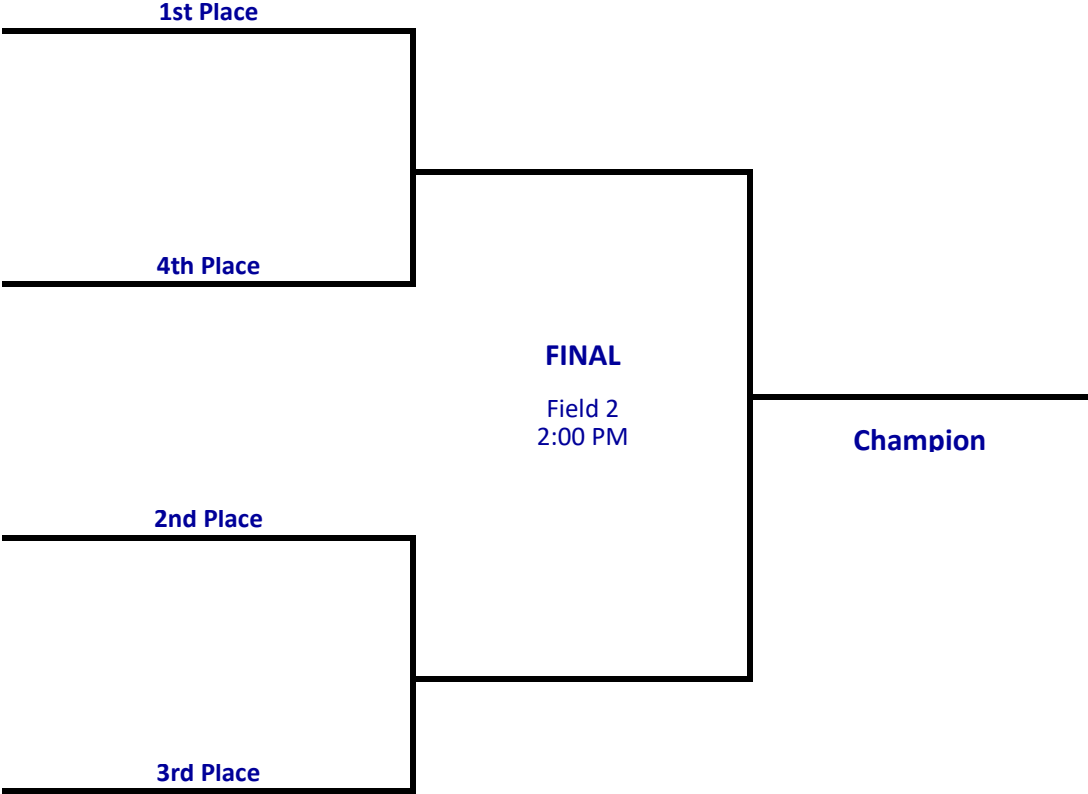 1st Place
4th Place
FINAL
Field 2
2:00 PM
Champion
2nd Place
3rd Place